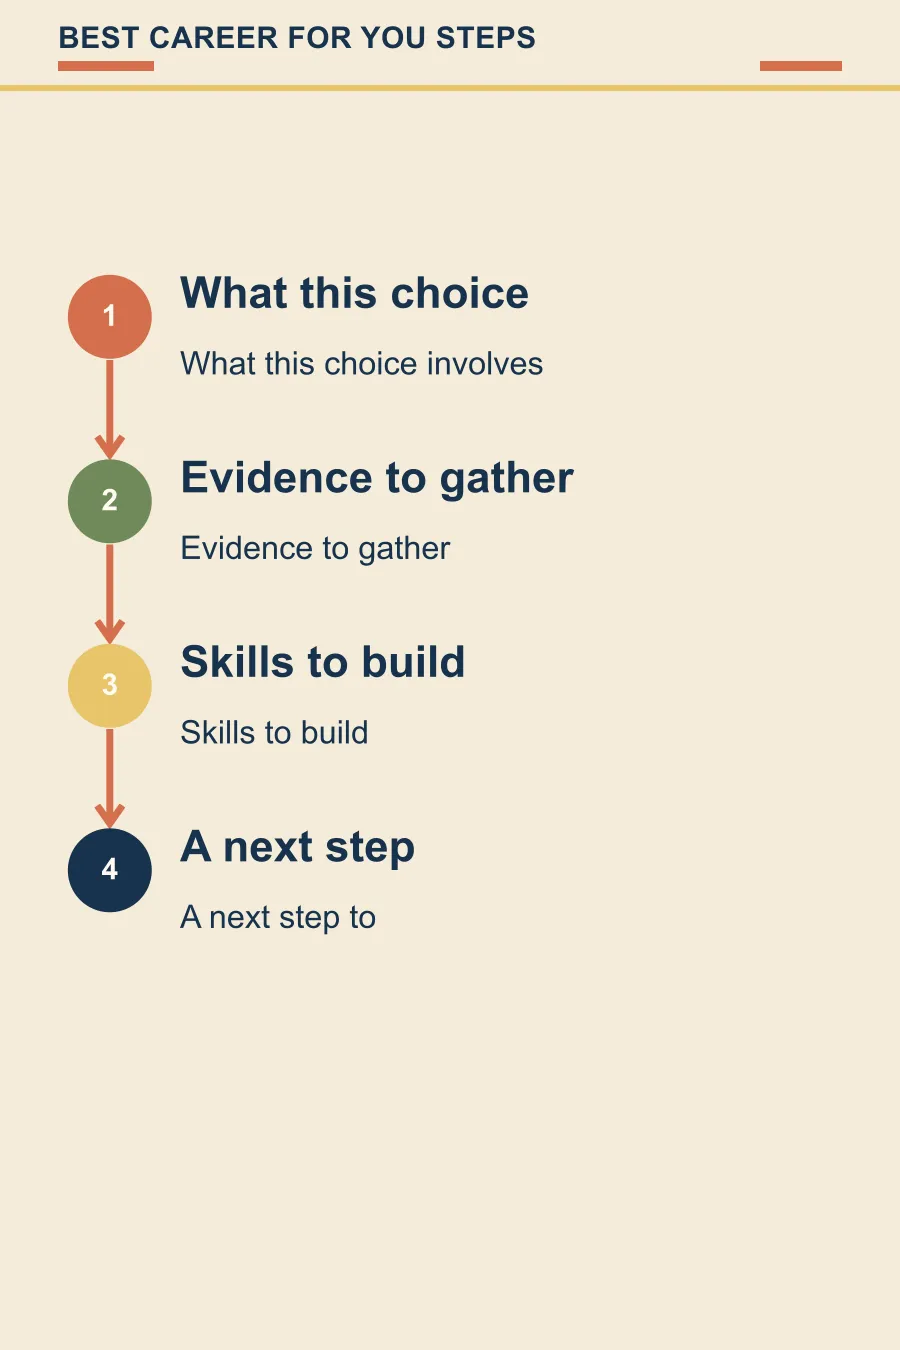 BEST CAREER FOR YOU STEPS
1
What this choice
What this choice involves
2
Evidence to gather
Evidence to gather
3
Skills to build
Skills to build
4
A next step
A next step to